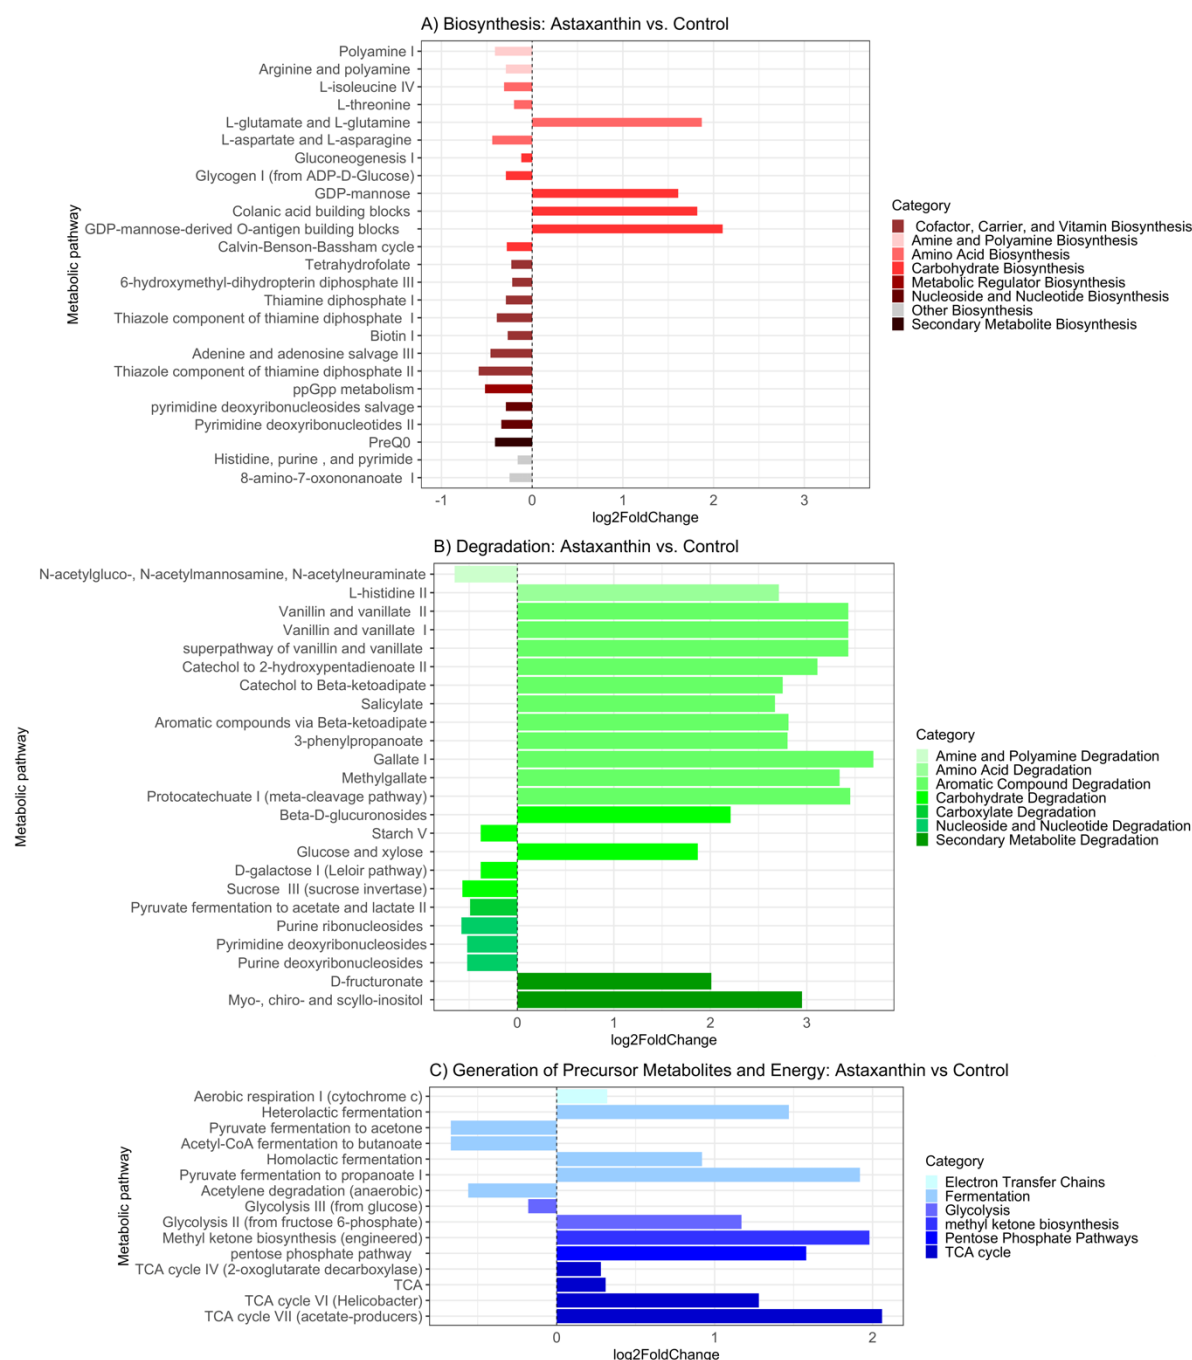 A) Biosynthesis: Astaxanthin vs. Control
Polyamine I
Arginine and polyamine
L-isoleucine IV
L-threonine
L-glutamate and L-glutamine
L-aspartate and L-asparagine
Gluconeogenesis I
Glycogen I (from ADP-D-Glucose)
GDP-mannose
Colanic acid building blocks
GDP-mannose-derived O-antigen building blocks
Calvin-Benson-Bassham cycle
Tetrahydrofolate
6-hydroxymethyl-dihydropterin diphosphate III
Thiamine diphosphate I
Thiazole component of thiamine diphosphate I
Biotin I
Adenine and adenosine salvage III
Thiazole component of thiamine diphosphate II
ppGpp metabolism
pyrimidine deoxyribonucleosides salvage
Pyrimidine deoxyribonucleotides II
PreQ0
Histidine, purine , and pyrimide
8-amino-7-oxononanoate I
Metabolic pathway
-1 0 1 2 3
log2FoldChange
Category
Cofactor, Carrier, and Vitamin Biosynthesis
Amine and Polyamine Biosynthesis
Amino Acid Biosynthesis
Carbohydrate Biosynthesis
Metabolic Regulator Biosynthesis
Nucleoside and Nucleotide Biosynthesis
Other Biosynthesis
Secondary Metabolite Biosynthesis
B) Degradation: Astaxanthin vs. Control
N-acetylgluco-, N-acetylmannosamine, N-acetylneuraminate
L-histidine II
Vanillin and vanillate II
Vanillin and vanillate I
superpathway of vanillin and vanillate
Catechol to 2-hydroxypentadienoate II
Catechol to Beta-ketoadipate
Salicylate
Aromatic compounds via Beta-ketoadipate
3-phenylpropanoate
Gallate I
Methylgallate
Protocatechuate I (meta-cleavage pathway)
Beta-D-glucuronosides
Starch V
Glucose and xylose
D-galactose I (Leloir pathway)
Sucrose III (sucrose invertase)
Pyruvate fermentation to acetate and lactate II
Purine ribonucleosides
Pyrimidine deoxyribonucleosides
Purine deoxyribonucleosides
D-fructuronate
Myo-, chiro- and scyllo-inositol
Metabolic pathway
0 1 2 3
log2FoldChange
Category
Amine and Polyamine Degradation
Amino Acid Degradation
Aromatic Compound Degradation
Carbohydrate Degradation
Carboxylate Degradation
Nucleoside and Nucleotide Degradation
Secondary Metabolite Degradation
C) Generation of Precursor Metabolites and Energy: Astaxanthin vs Control
Aerobic respiration I (cytochrome c)
Heterolactic fermentation
Pyruvate fermentation to acetone
Acetyl-CoA fermentation to butanoate
Homolactic fermentation
Pyruvate fermentation to propanoate I
Acetylene degradation (anaerobic)
Glycolysis III (from glucose)
Glycolysis II (from fructose 6-phosphate)
Methyl ketone biosynthesis (engineered)
pentose phosphate pathway
TCA cycle IV (2-oxoglutarate decarboxylase)
TCA
TCA cycle VI (Helicobacter)
TCA cycle VII (acetate-producers)
Metabolic pathway
0 1 2
log2FoldChange
Category
Electron Transfer Chains
Fermentation
Glycolysis
methyl ketone biosynthesis
Pentose Phosphate Pathways
TCA cycle